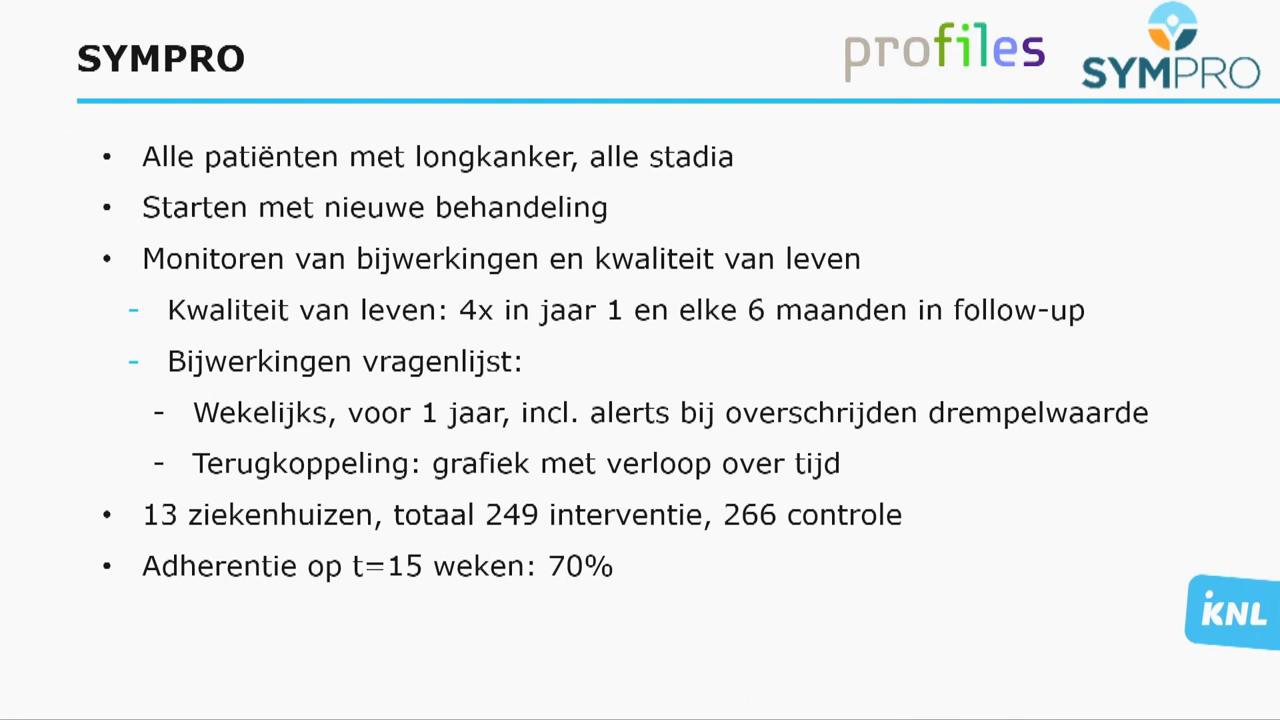 SYMPRO
profiles
SYMPRO
• Alle patiënten met longkanker, alle stadia
• Starten met nieuwe behandeling
• Monitoren van bijwerkingen en kwaliteit van leven
- Kwaliteit van leven: 4x in jaar 1 en elke 6 maanden in follow-up
- Bijwerkingen vragenlijst:
- Wekelijks, voor 1 jaar, incl. alerts bij overschrijden drempelwaarde
- Terugkoppeling: grafiek met verloop over tijd
• 13 ziekenhuizen, totaal 249 interventie, 266 controle
• Adherentie op t=15 weken: 70%
iKNL